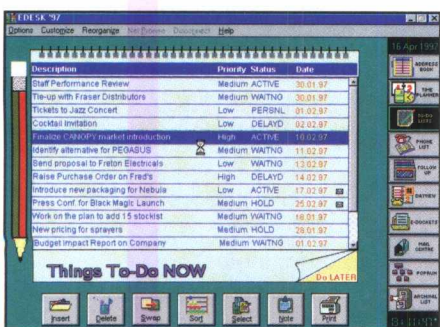 EDESK '97
Options Customize Reorganize Net Options Disconnect Help
16 Apr 1997
Description Priority Status Date
Staff Performance Review Medium ACTIVE 30.01.97
Tie-up with Fraser Distributors Medium WAITNG 30.01.97
Tickets to Jazz Concert Low PERSNL 01.02.97
Cocktail Invitation Low DELAYD 02.02.97
Finalize CANOPY market introduction High ACTIVE 10.02.97
Identify alternative for PEGASUS Medium WAITNG 11.02.97
Send proposal to Freton Electricals Low WAITNG 13.02.97
Raise Purchase Order on Fred's High DELAYD 14.02.97
Introduce new packaging for Nebula Low ACTIVE 17.02.97
Press Conf. for Black Magic Launch Medium HOLD 25.02.97
Work on the plan to add 15 stockist Medium WAITNG 16.01.97
New pricing for sprayers Medium HOLD 28.01.97
Budget Impact Report on Company Medium WAITNG 01.02.97
Things To-Do NOW
Do LATER
Insert Delete Swap Sort Select Note Print
ADDRESS BOOK
TIME PLANNER
TO-DO LISTS
PHONE LIST
FOLLOW UP
DAYVIEW
E-DOCKETS
MAIL CENTRE
POPRUN
ARCHIVAL LIST